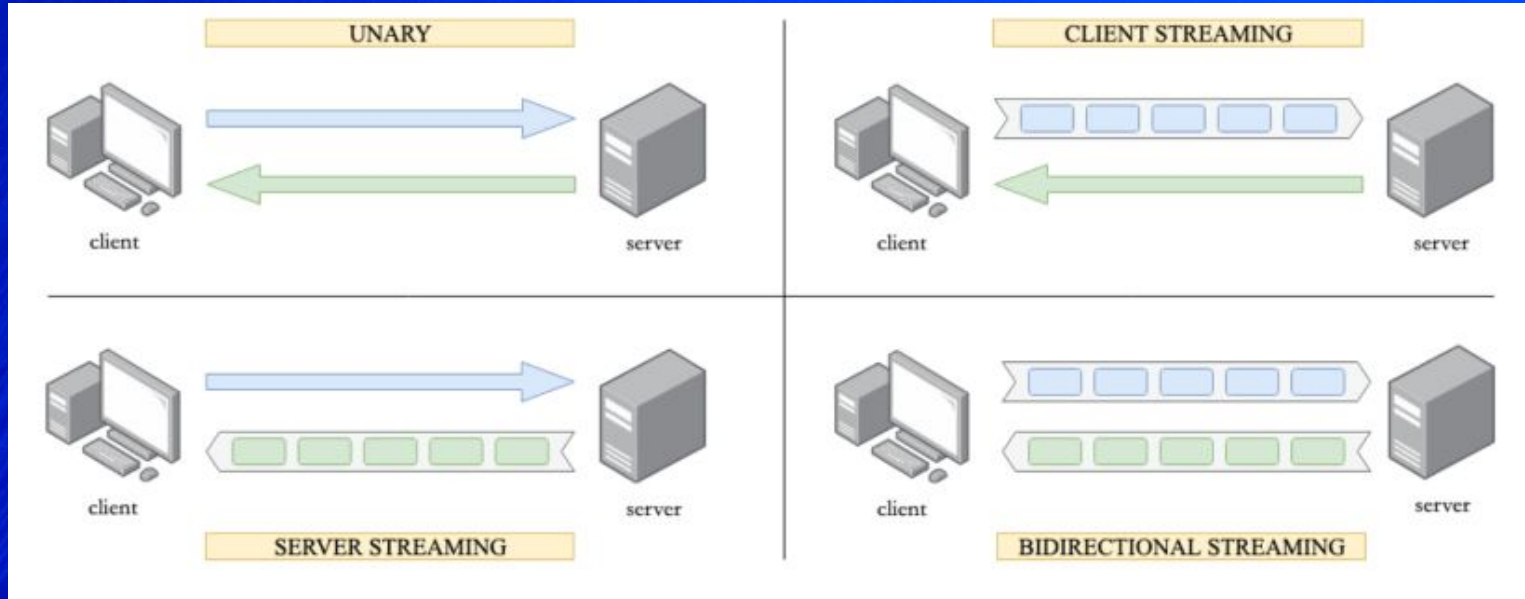 UNARY
CLIENT STREAMING
client
server
client
server
client
server
client
server
SERVER STREAMING
BIDIRECTIONAL STREAMING